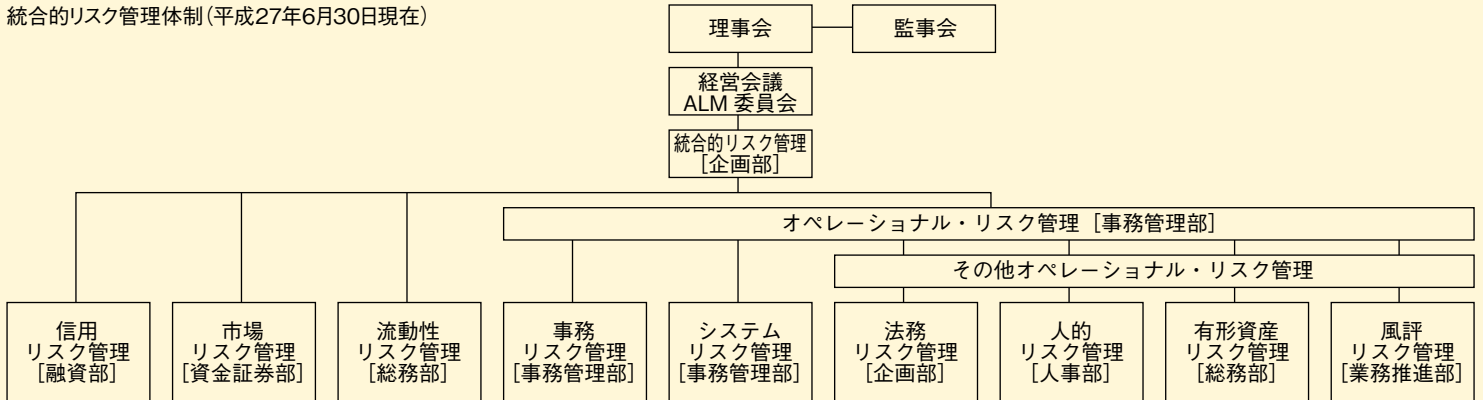 統合的リスク管理体制(平成27年6月30日現在)
理事会
監事会
経営会議
ALM 委員会
統合的リスク管理
[企画部]
オペレーショナル・リスク管理 [事務管理部]
その他オペレーショナル・リスク管理
信用
リスク管理
[融資部]
市場
リスク管理
[資金証券部]
流動性
リスク管理
[総務部]
事務
リスク管理
[事務管理部]
システム
リスク管理
[事務管理部]
法務
リスク管理
[企画部]
人的
リスク管理
[人事部]
有形資産
リスク管理
[総務部]
風評
リスク管理
[業務推進部]